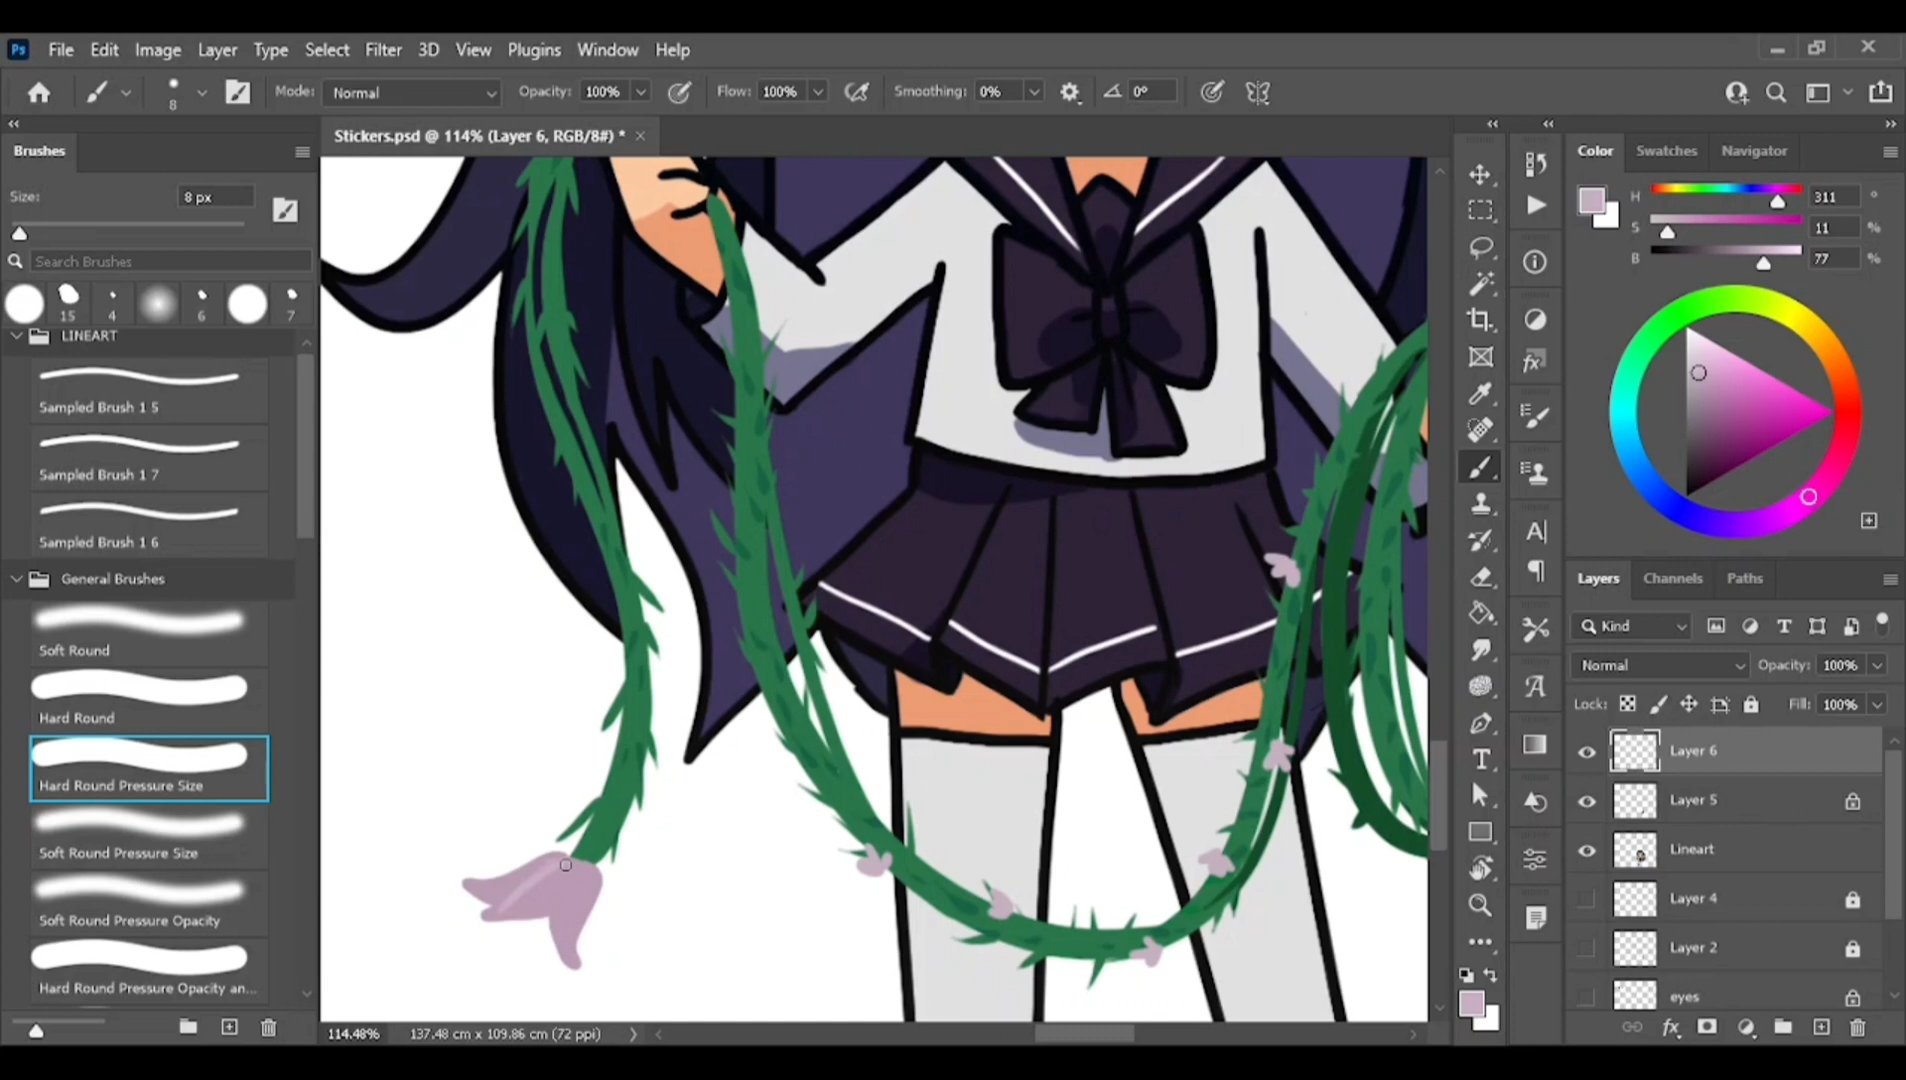 Ps File Edit Image Layer Type Select Filter 3D View Plugins Window Help
8 Mode: Normal Opacity: 100% Flow: 100% Smoothing: 0% 0°
Stickers.psd @ 114% (Layer 6, RGB/8#) *
Brushes
Size: 8 px
Search Brushes
15 4 6 7
LINEART
Sampled Brush 1 5
Sampled Brush 1 7
Sampled Brush 1 6
General Brushes
Soft Round
Hard Round
Hard Round Pressure Size
Soft Round Pressure Size
Soft Round Pressure Opacity
Hard Round Pressure Opacity an...
114.48% 137.48 cm x 109.86 cm (72 ppi)
Color Swatches Navigator
H 311 °
S 11 %
B 77 %
Layers Channels Paths
Kind
Normal Opacity: 100%
Lock: Fill: 100%
Layer 6
Layer 5
Lineart
Layer 4
Layer 2
eyes